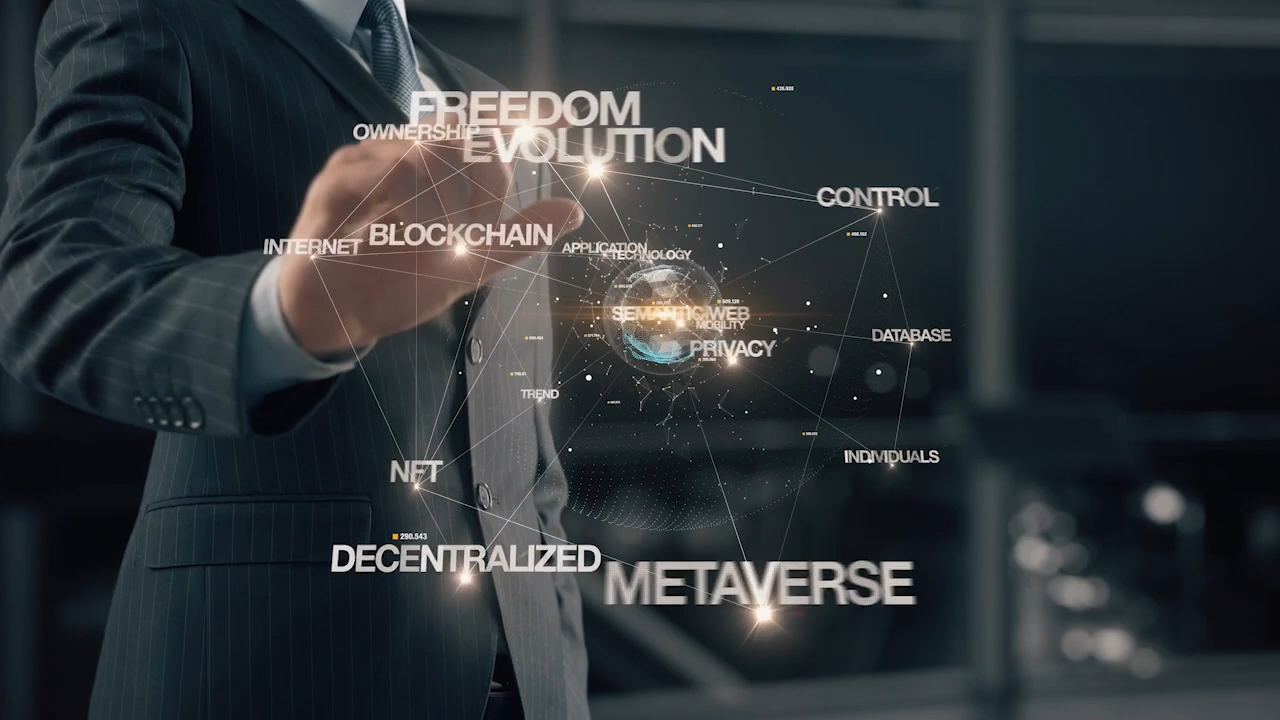 FREEDOM
OWNERSHIP
EVOLUTION
CONTROL
INTERNET
BLOCKCHAIN
APPLICATION
TECHNOLOGY
SEMANTIC WEB
MOBILITY
PRIVACY
DATABASE
TREND
INDIVIDUALS
NFT
290.543
DECENTRALIZED
METAVERSE